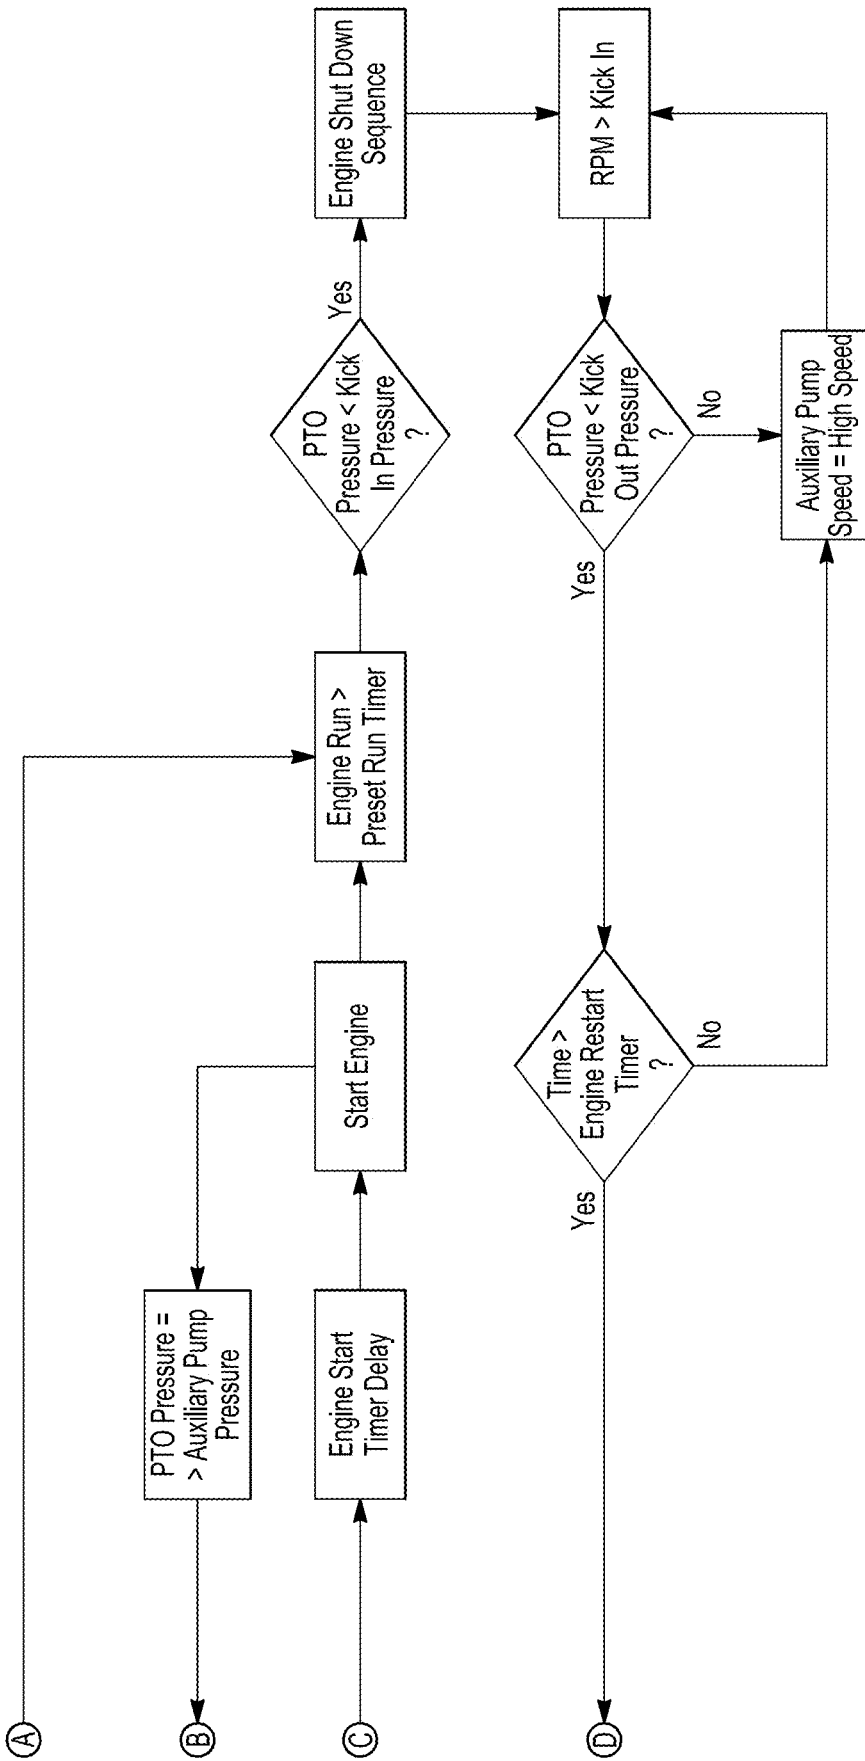 A
B
PTO Pressure =
> Auxiliary Pump
Pressure
C
Engine Start
Timer Delay
Start Engine
Engine Run >
Preset Run Timer
PTO
Pressure < Kick
In Pressure
?
Yes
Engine Shut Down
Sequence
D
Yes
Time >
Engine Restart
Timer
?
No
Yes
PTO
Pressure < Kick
Out Pressure
?
No
RPM > Kick In
Auxiliary Pump
Speed = High Speed